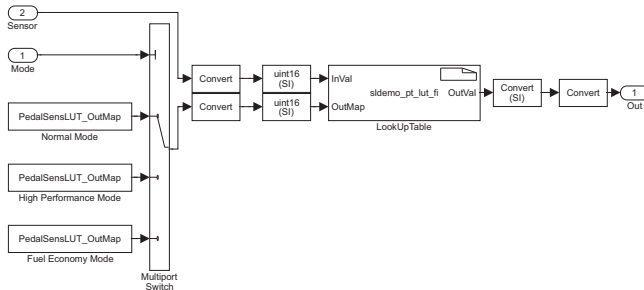 2
Sensor
1
Mode
PedalSensLUT_OutMap
Normal Mode
PedalSensLUT_OutMap
High Performance Mode
PedalSensLUT_OutMap
Fuel Economy Mode
Multiport
Switch
Convert
Convert
uint16
(SI)
uint16
(SI)
InVal
OutMap
sldemo_pt_lut_fi
OutVal
LookUpTable
Convert
(SI)
Convert
1
Out